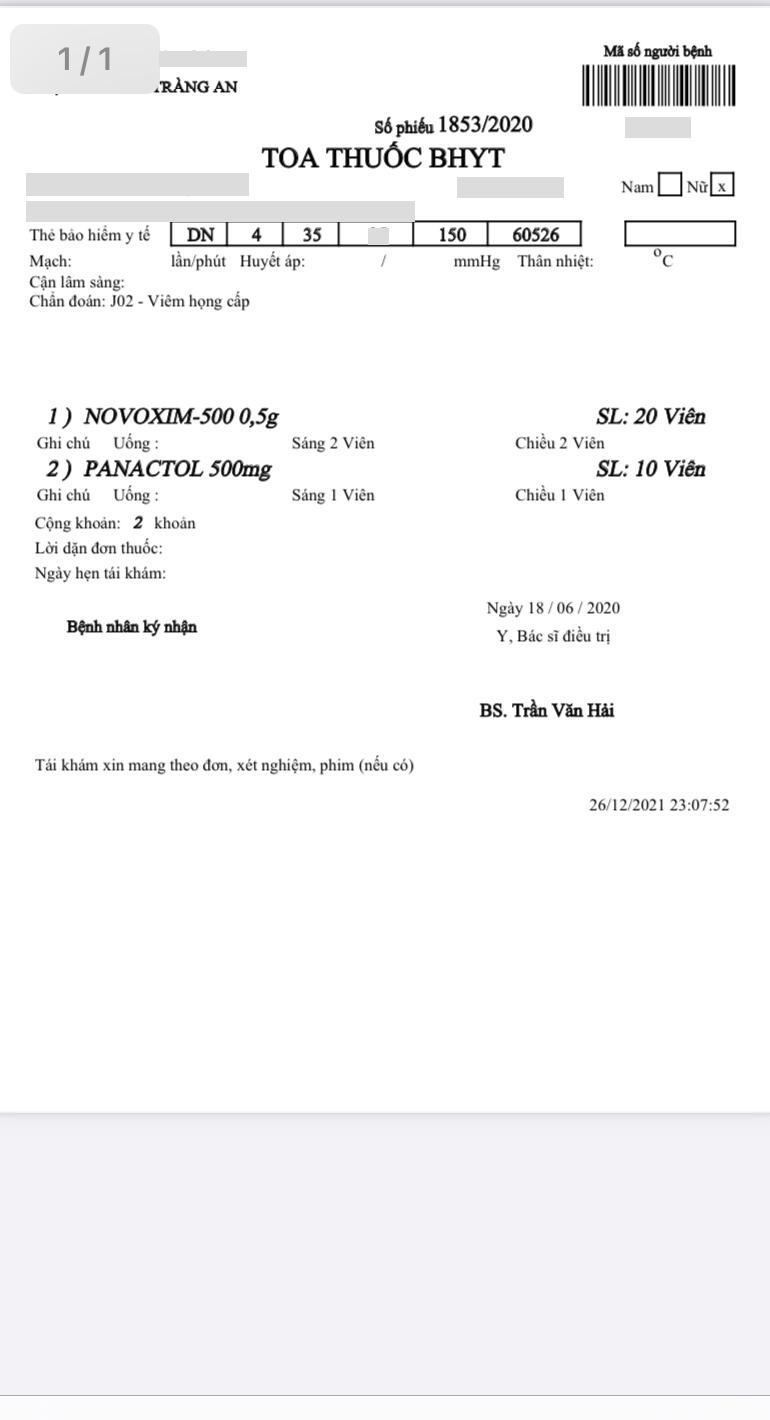 1/1
TRÀNG AN
Mã số người bệnh
Số phiếu 1853/2020
TOA THUỐC BHYT
Nam Nữ x
Thẻ bảo hiểm y tế DN 4 35 150 60526
Mạch: lần/phút Huyết áp: / mmHg Thân nhiệt: °C
Cận lâm sàng:
Chẩn đoán: J02 - Viêm họng cấp
1 ) NOVOXIM-500 0,5g SL: 20 Viên
Ghi chú Uống : Sáng 2 Viên Chiều 2 Viên
2 ) PANACTOL 500mg SL: 10 Viên
Ghi chú Uống : Sáng 1 Viên Chiều 1 Viên
Cộng khoản: 2 khoản
Lời dặn đơn thuốc:
Ngày hẹn tái khám:
Ngày 18 / 06 / 2020
Bệnh nhân ký nhận
Y, Bác sĩ điều trị
BS. Trần Văn Hải
Tái khám xin mang theo đơn, xét nghiệm, phim (nếu có)
26/12/2021 23:07:52